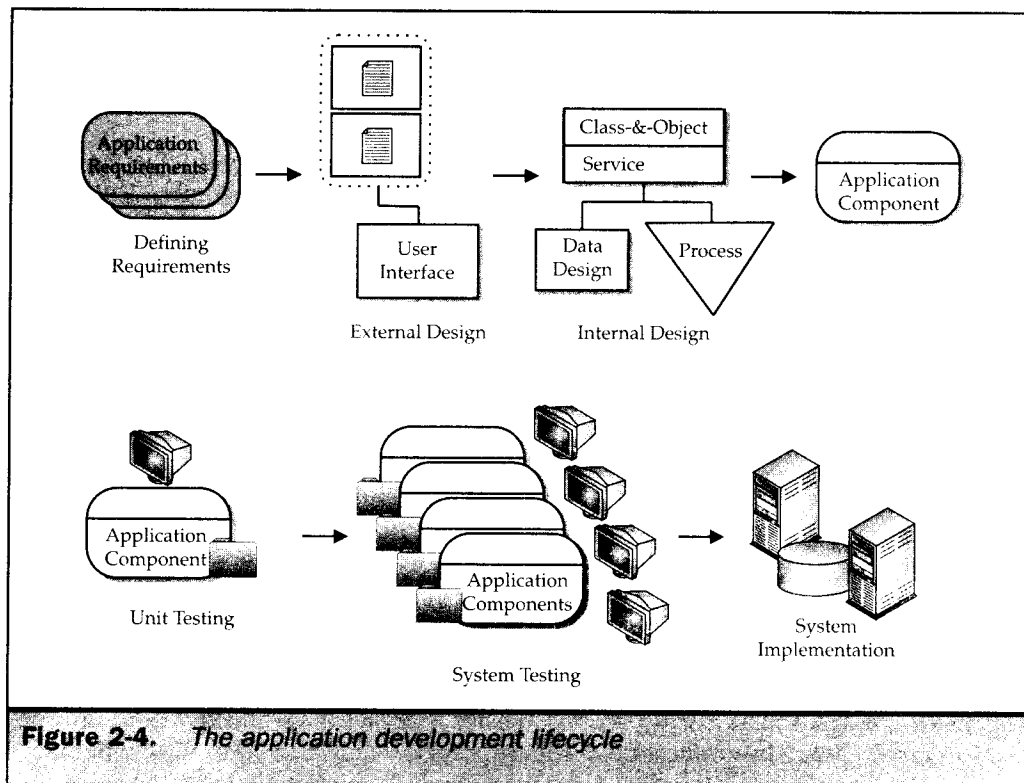 Application
Requirements
Defining
Requirements
User
Interface
External Design
Class-&-Object
Service
Data
Design
Process
Internal Design
Application
Component
Application
Component
Unit Testing
Application
Components
System Testing
System
Implementation
Figure 2-4. The application development lifecycle